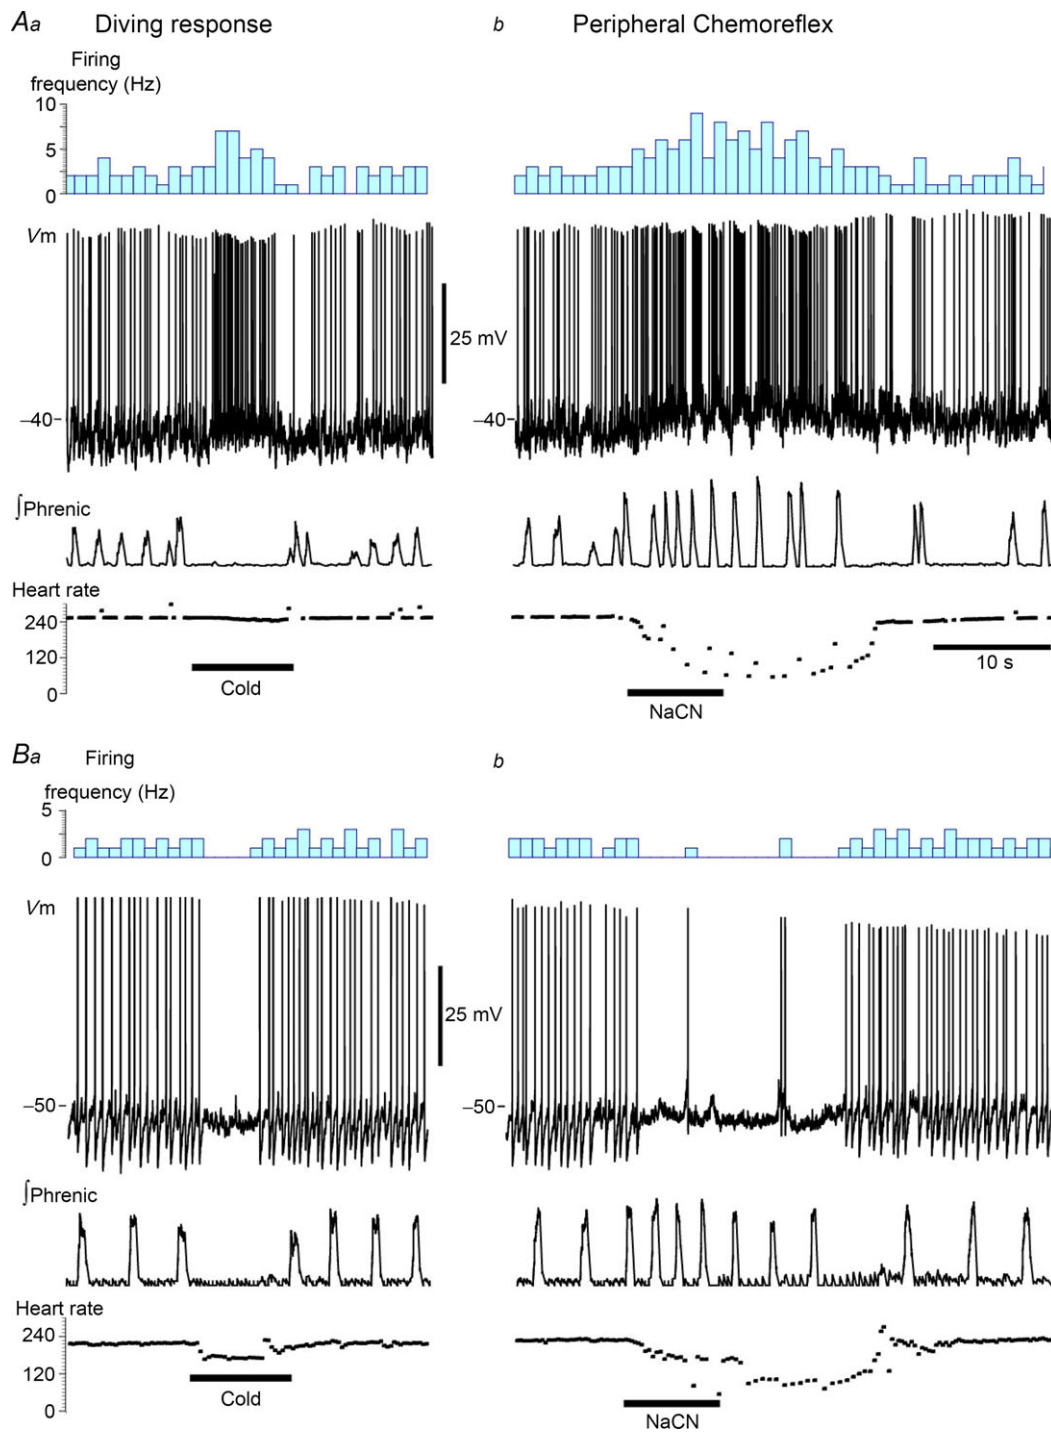 Aa Diving response
b Peripheral Chemoreflex
Firing
frequency (Hz)
10
5
0
Vm
25 mV
–40
–40
∫Phrenic
Heart rate
240
120
0
Cold
NaCN
10 s
Ba Firing
b
frequency (Hz)
5
0
Vm
25 mV
–50
–50
∫Phrenic
Heart rate
240
120
0
Cold
NaCN